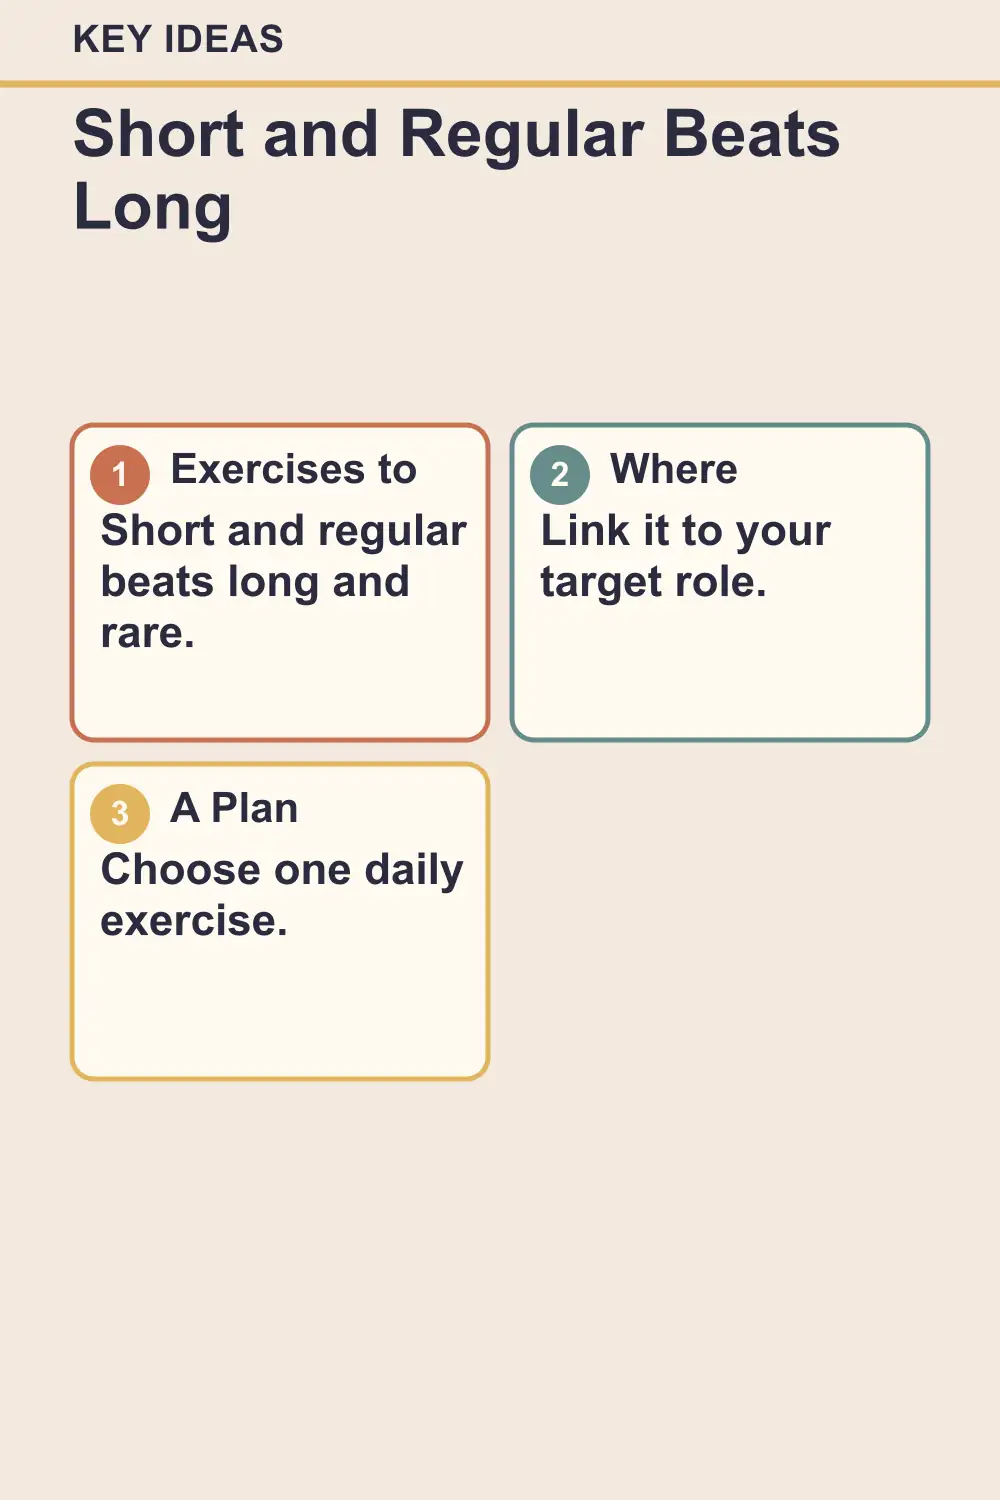 KEY IDEAS
Short and Regular Beats
Long
1
Exercises to
Short and regular
beats long and
rare.
2
Where
Link it to your
target role.
3
A Plan
Choose one daily
exercise.